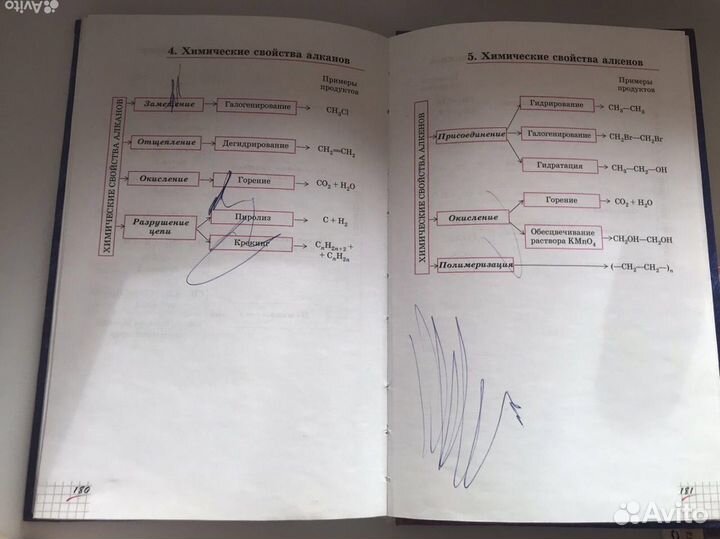 Avito
4. Химические свойства алканов
Примеры
продуктов
ХИМИЧЕСКИЕ СВОЙСТВА АЛКАНОВ
Замещение
Галогенирование
CH₃Cl
Отщепление
Дегидрирование
CH₂=CH₂
Окисление
Горение
CO₂ + H₂O
Разрушение
цепи
Пиролиз
C + H₂
Крекинг
CₙH₂ₙ₊₂ +
+ CₙH₂ₙ
180
5. Химические свойства алкенов
Примеры
продуктов
ХИМИЧЕСКИЕ СВОЙСТВА АЛКЕНОВ
Присоединение
Гидрирование
CH₃—CH₃
Галогенирование
CH₂Br—CH₂Br
Гидратация
CH₃—CH₂—OH
Окисление
Горение
CO₂ + H₂O
Обесцвечивание
раствора KMnO₄
CH₂OH—CH₂OH
Полимеризация
(—CH₂—CH₂—)ₙ
181
Avito